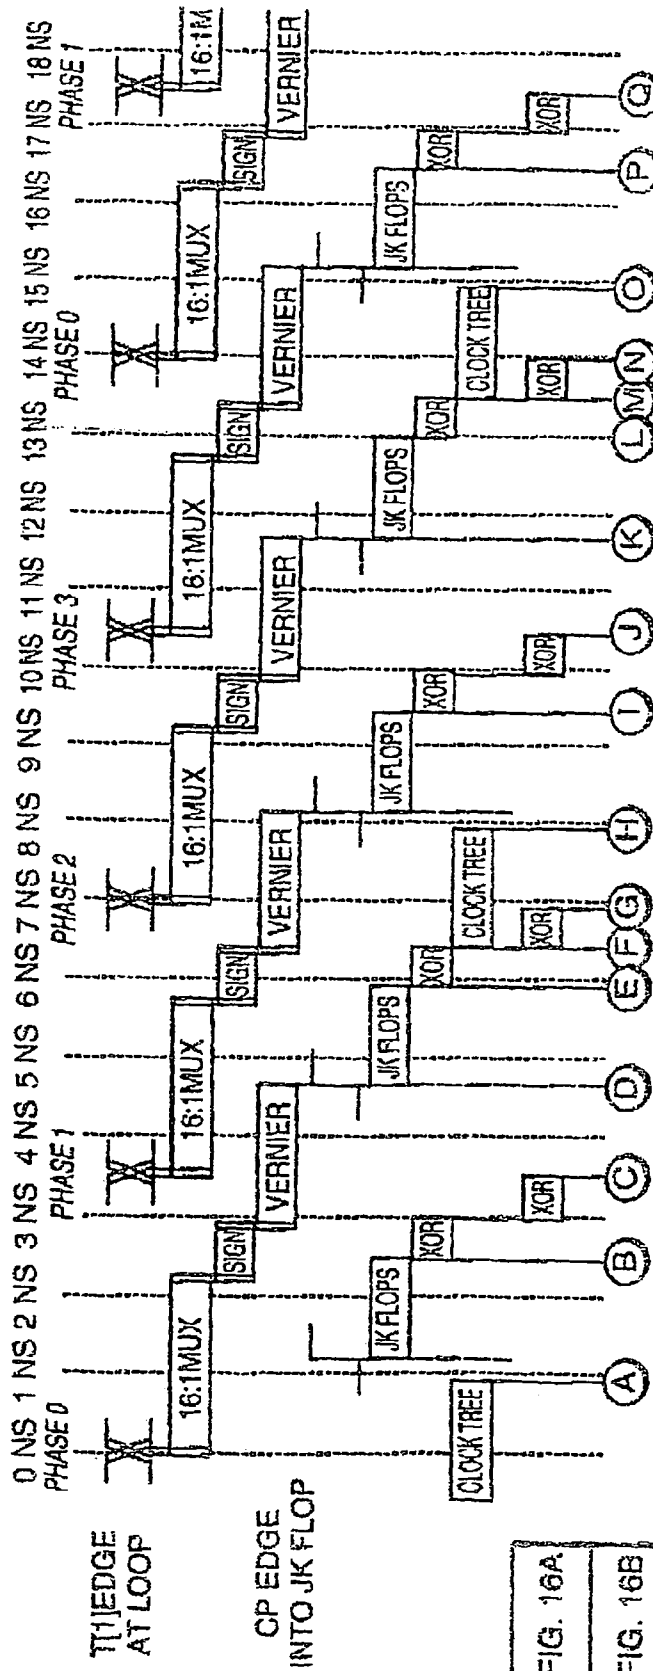 0 NS 1 NS 2 NS 3 NS 4 NS 5 NS 6 NS 7 NS 8 NS 9 NS 10 NS 11 NS 12 NS 13 NS 14 NS 15 NS 16 NS 17 NS 18 NS
PHASE 0 PHASE 1 PHASE 2 PHASE 3 PHASE 0 PHASE 1
T[1] EDGE
AT LOOP
16:1MUX 16:1MUX 16:1MUX 16:1MUX 16:1MUX 16:1M
SIGN SIGN SIGN SIGN SIGN
CP EDGE
INTO JK FLOP
VERNIER VERNIER VERNIER VERNIER VERNIER VERNIER
JK FLOPS JK FLOPS JK FLOPS JK FLOPS JK FLOPS
XOR XOR XOR XOR XOR
CLOCK TREE CLOCK TREE CLOCK TREE
XOR XOR XOR XOR XOR
A B C D E F G H I J K L M N O P Q
FIG. 16A
FIG. 16B